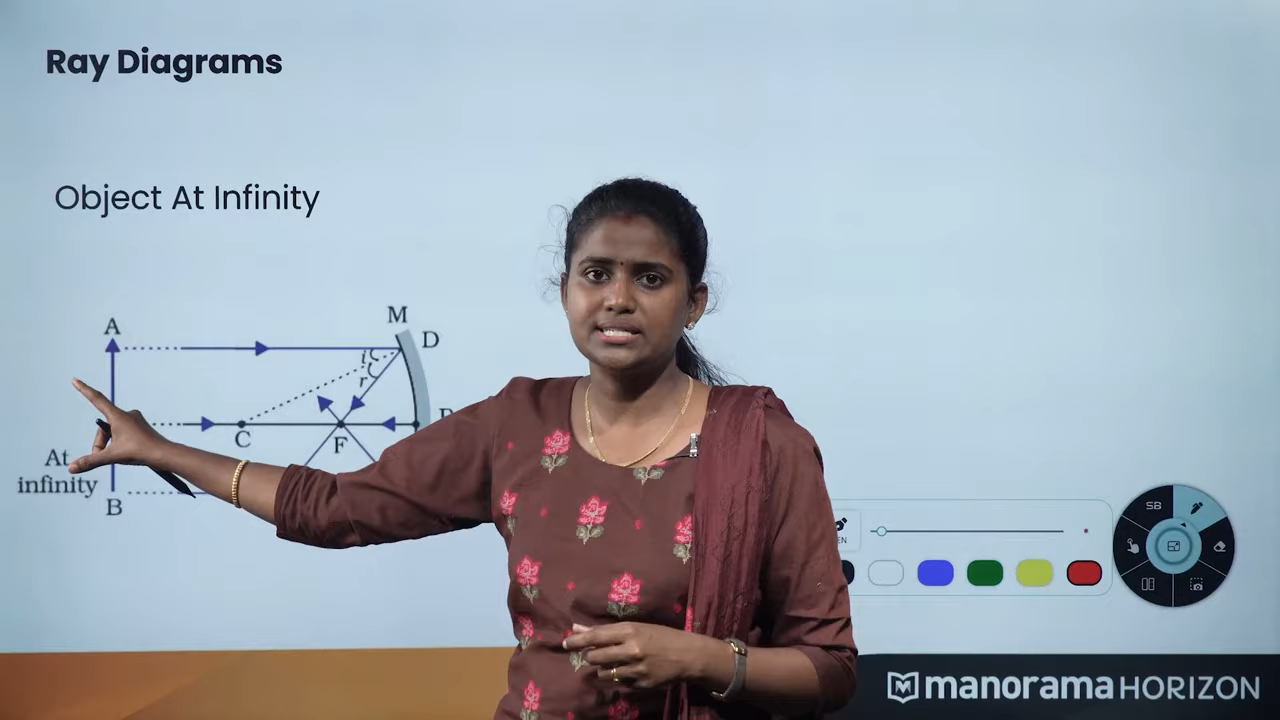 Ray Diagrams
Object At Infinity
M
A
D
i
r
C
F
At
infinity
B
SB
manorama HORIZON